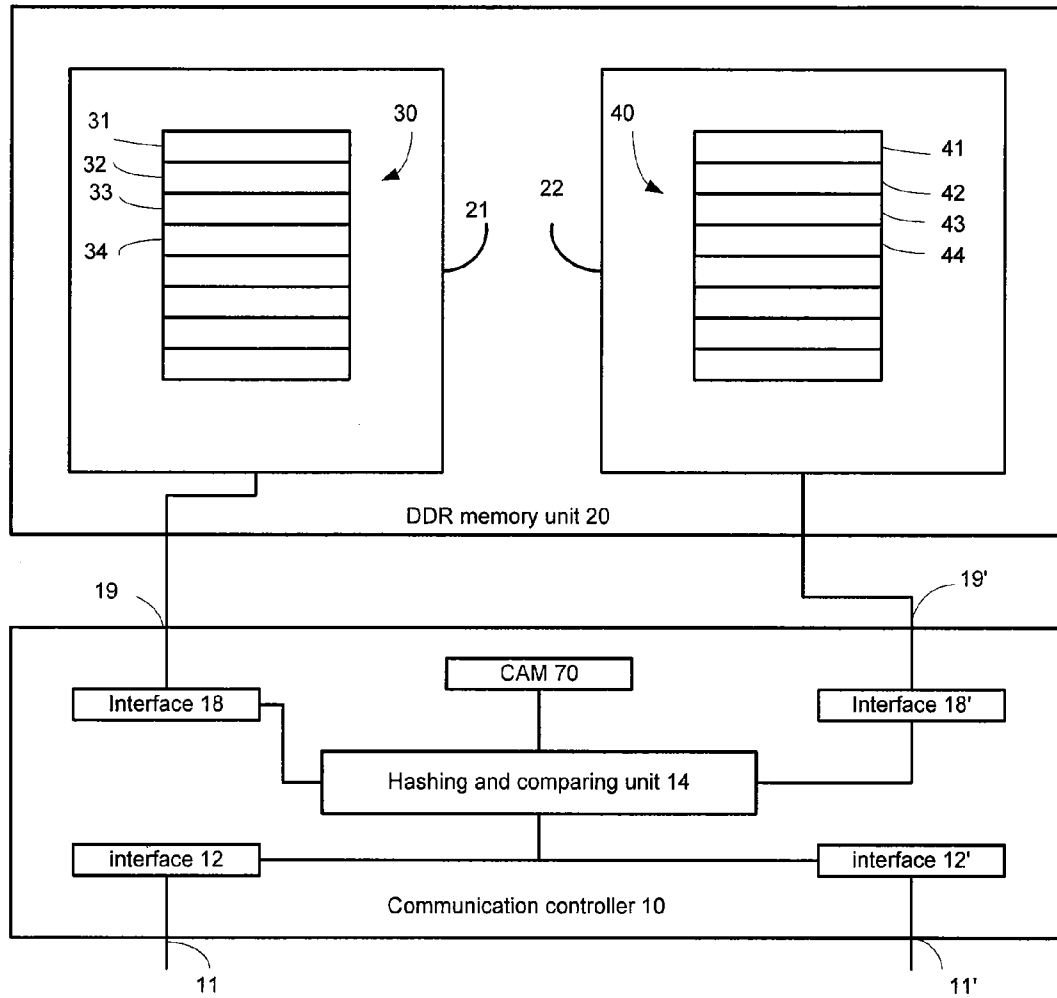 31
30
40
41
32
42
33
21
22
43
34
44
DDR memory unit 20
19
19'
CAM 70
Interface 18
Interface 18'
Hashing and comparing unit 14
interface 12
interface 12'
Communication controller 10
11
11'